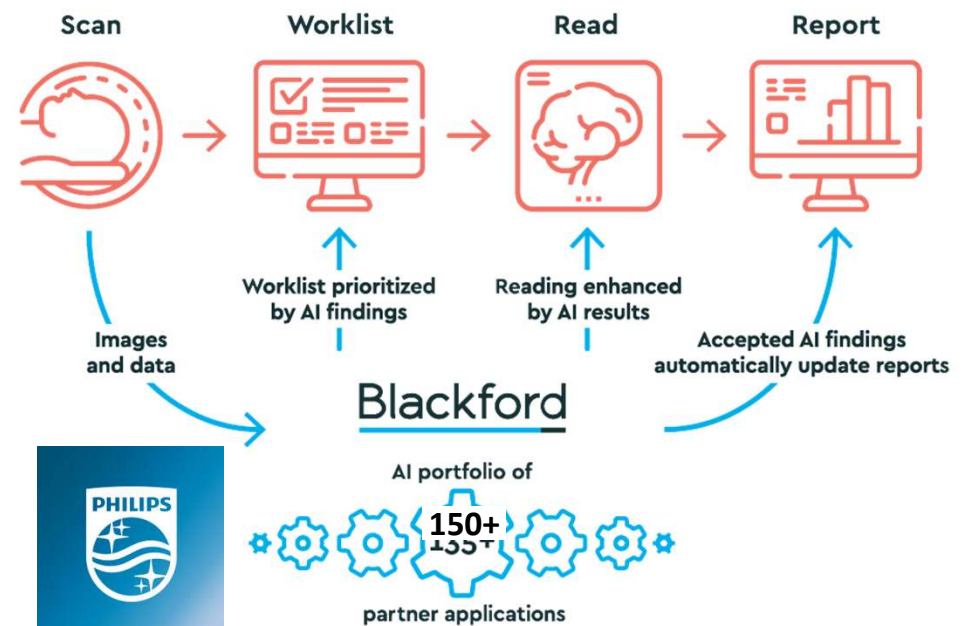 Scan
Worklist
Read
Report
Worklist prioritized
by AI findings
Reading enhanced
by AI results
Images
and data
Accepted AI findings
automatically update reports
Blackford
PHILIPS
AI portfolio of
150+
135+
partner applications